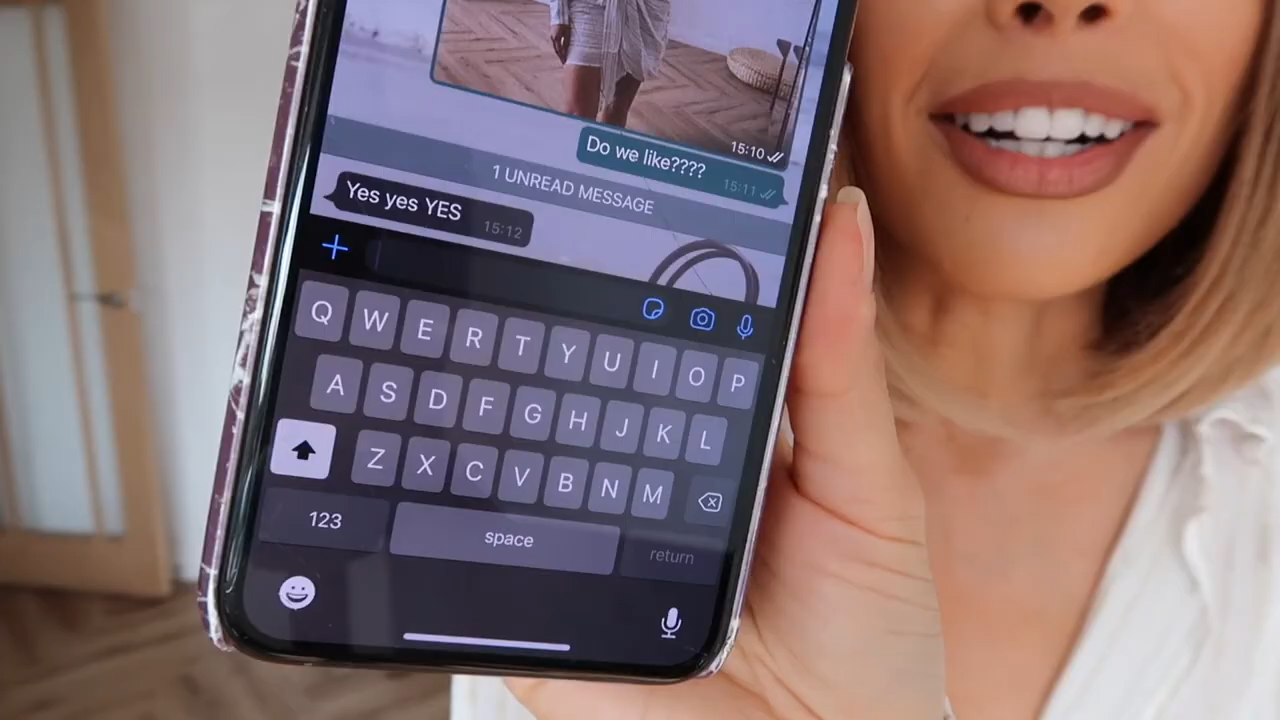 15:10
Do we like????
15:11
1 UNREAD MESSAGE
Yes yes YES
15:12
Q W E R T Y U I O P
A S D F G H J K L
Z X C V B N M
123 space return